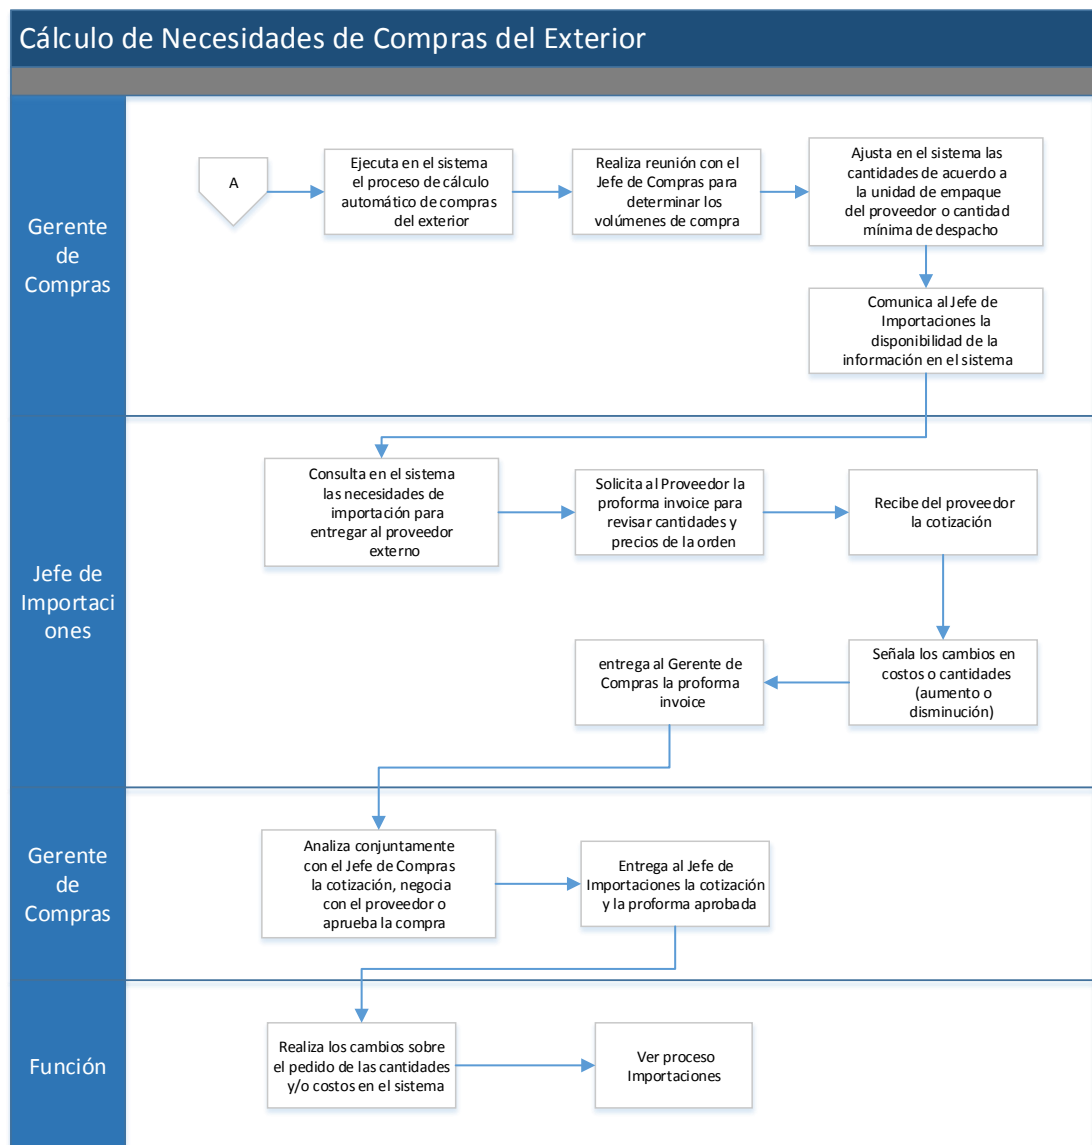 Cálculo de Necesidades de Compras del Exterior
Gerente
de
Compras
A
Ejecuta en el sistema
el proceso de cálculo
automático de compras
del exterior
Realiza reunión con el
Jefe de Compras para
determinar los
volúmenes de compra
Ajusta en el sistema las
cantidades de acuerdo a
la unidad de empaque
del proveedor o cantidad
mínima de despacho
Comunica al Jefe de
Importaciones la
disponibilidad de la
información en el sistema
Jefe de
Importaci
ones
Consulta en el sistema
las necesidades de
importación para
entregar al proveedor
externo
Solicita al Proveedor la
proforma invoice para
revisar cantidades y
precios de la orden
Recibe del proveedor
la cotización
Señala los cambios en
costos o cantidades
(aumento o
disminución)
entrega al Gerente de
Compras la proforma
invoice
Gerente
de
Compras
Analiza conjuntamente
con el Jefe de Compras
la cotización, negocia
con el proveedor o
aprueba la compra
Entrega al Jefe de
Importaciones la cotización
y la proforma aprobada
Función
Realiza los cambios sobre
el pedido de las cantidades
y/o costos en el sistema
Ver proceso
Importaciones